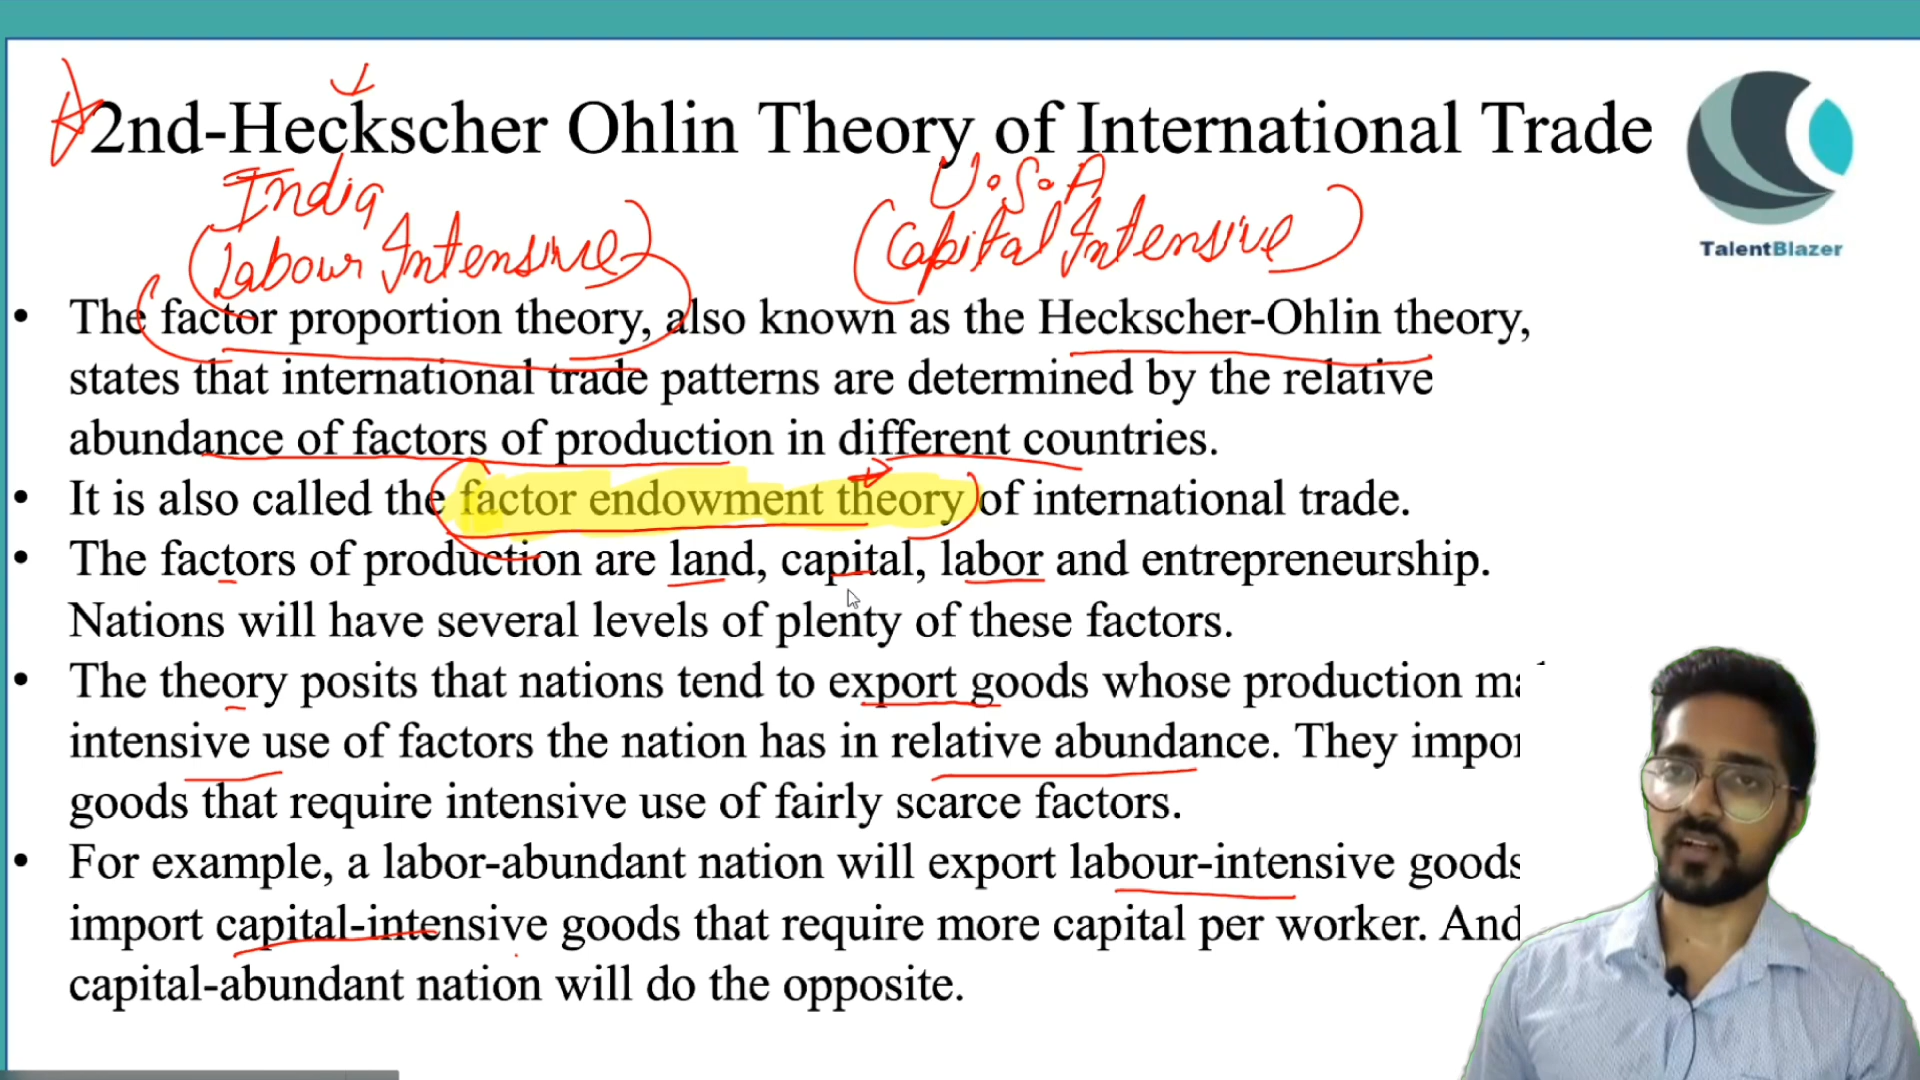 2nd-Heckscher Ohlin Theory of International Trade
India
U.S.A
(Labour Intensive)
(Capital Intensive)
TalentBlazer
• The factor proportion theory, also known as the Heckscher-Ohlin theory,
states that international trade patterns are determined by the relative
abundance of factors of production in different countries.
• It is also called the factor endowment theory of international trade.
• The factors of production are land, capital, labor and entrepreneurship.
Nations will have several levels of plenty of these factors.
• The theory posits that nations tend to export goods whose production
intensive use of factors the nation has in relative abundance. They
goods that require intensive use of fairly scarce factors.
• For example, a labor-abundant nation will export labour-intensive goods
import capital-intensive goods that require more capital per worker. And
capital-abundant nation will do the opposite.